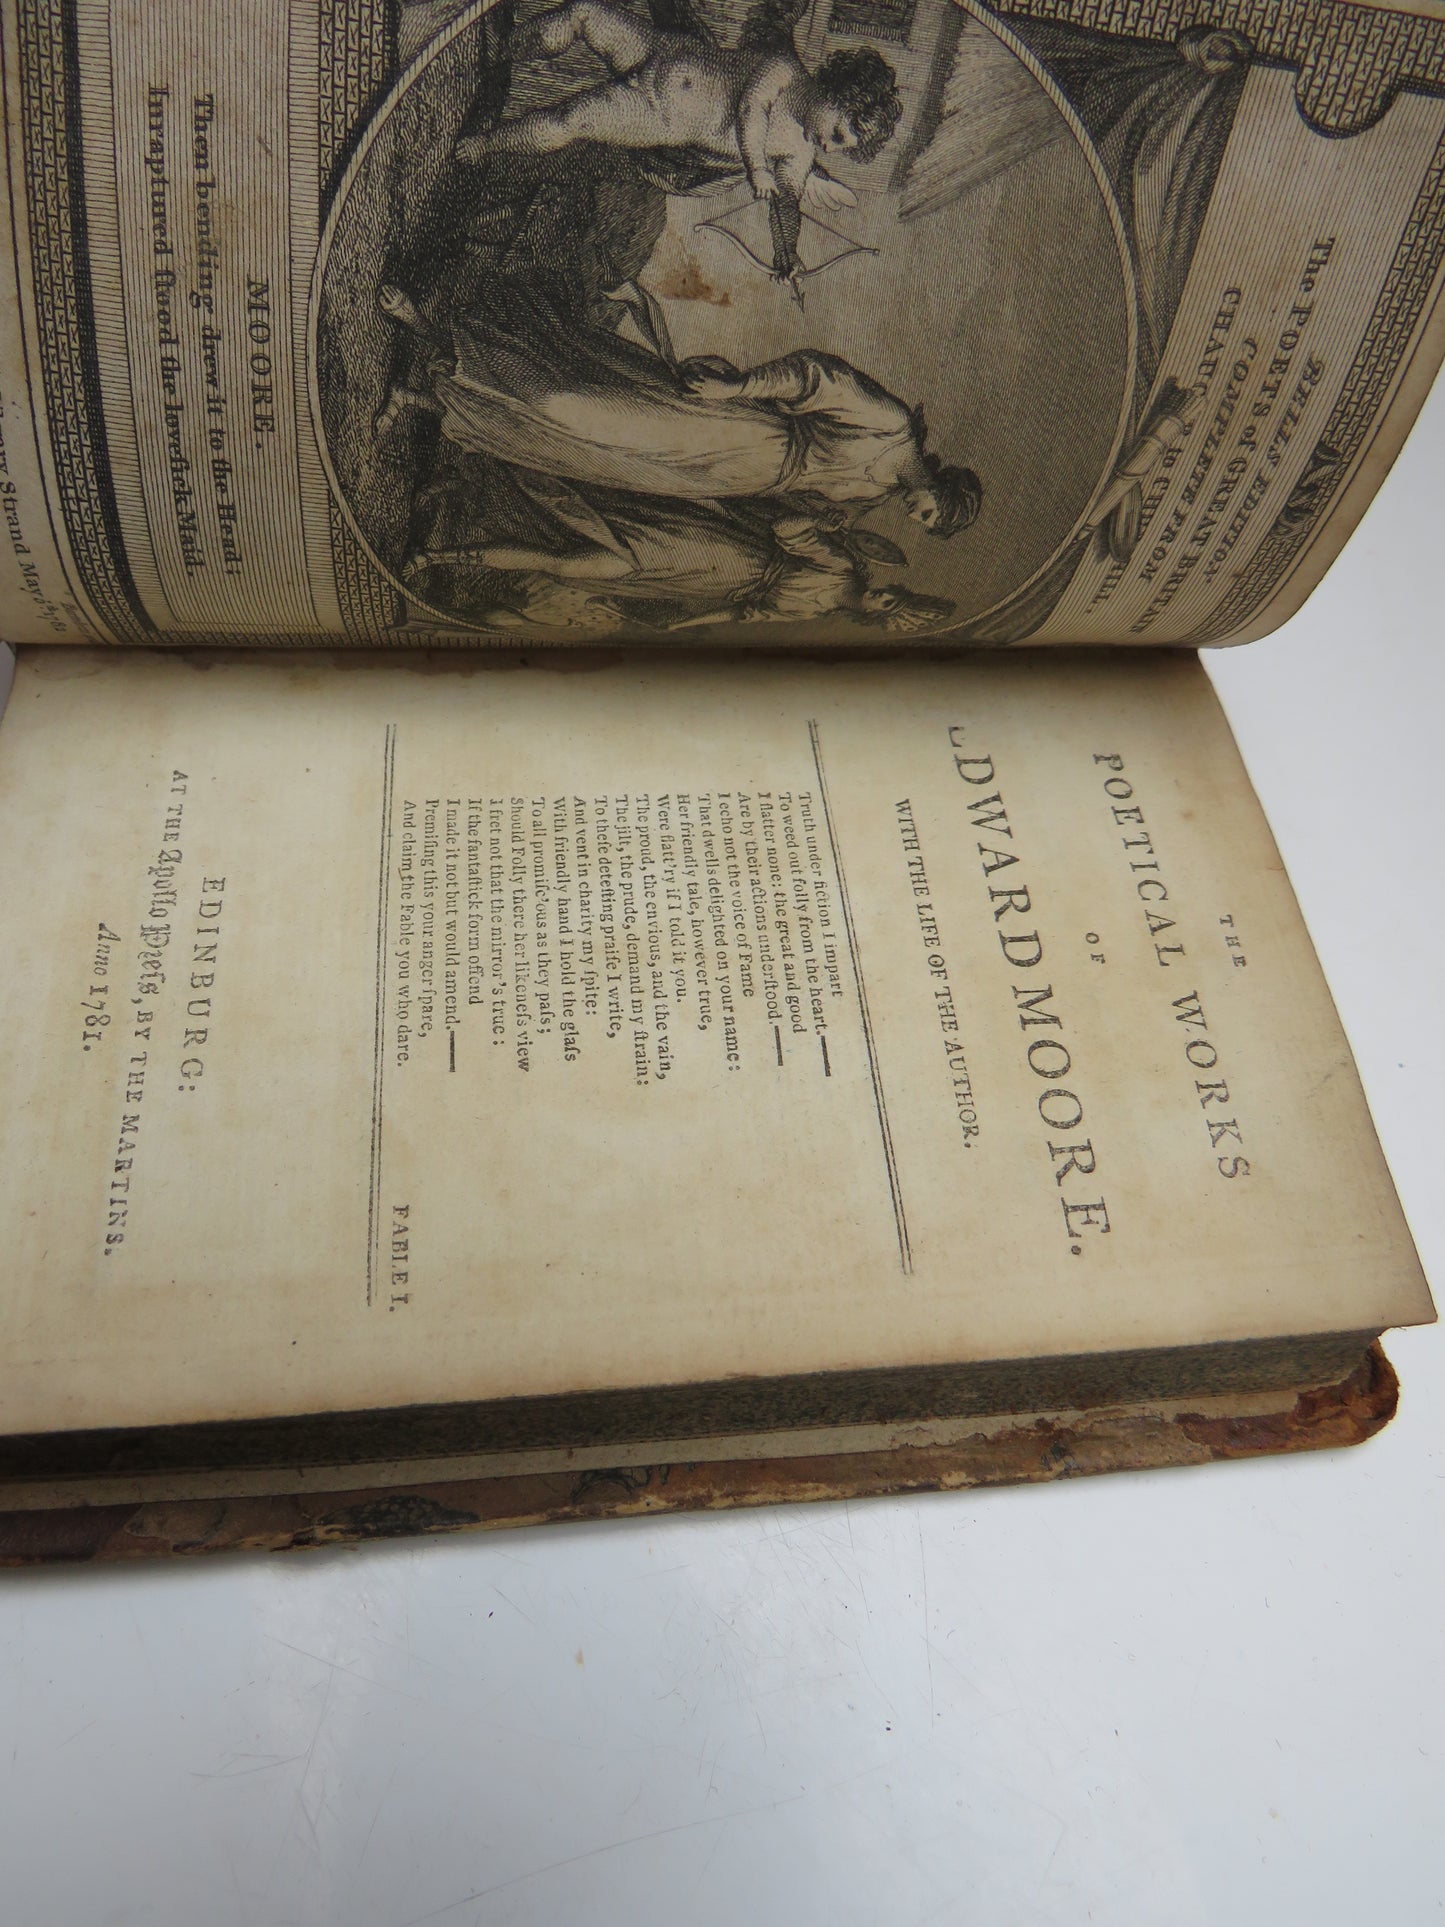 BELLS EDITION
The POETS of GREAT BRITAIN
COMPLETE FROM
CHAUCER to CHURCHILL.
MOORE.
Then bending drew it to the Head;
Inraptured ſtood the loveſick Maid.
Strand May 6th 1782
THE
POETICAL WORKS
OF
EDWARD MOORE.
WITH THE LIFE OF THE AUTHOR.
Truth under fiction I impart
To weed out folly from the heart.——
I flatter none: the great and good
Are by their actions underſtood.——
I echo not the voice of Fame
That dwells delighted on your name:
Her friendly tale, however true,
Were flatt'ry if I told it you.
The proud, the envious, and the vain,
The jilt, the prude, demand my ſtrain:
To theſe deteſting praiſe I write,
And vent in charity my ſpite:
With friendly hand I hold the glaſs
To all promiſc'ous as they paſs;
Should Folly there her likeneſs view
I fret not that the mirror's true:
If the fantaſtick form offend
I made it not but would amend.——
Premiſing this your anger ſpare,
And claim the Fable you who dare.
FABLE I.
EDINBURG:
AT THE Apollo Preſs, BY THE MARTINS.
Anno 1781.